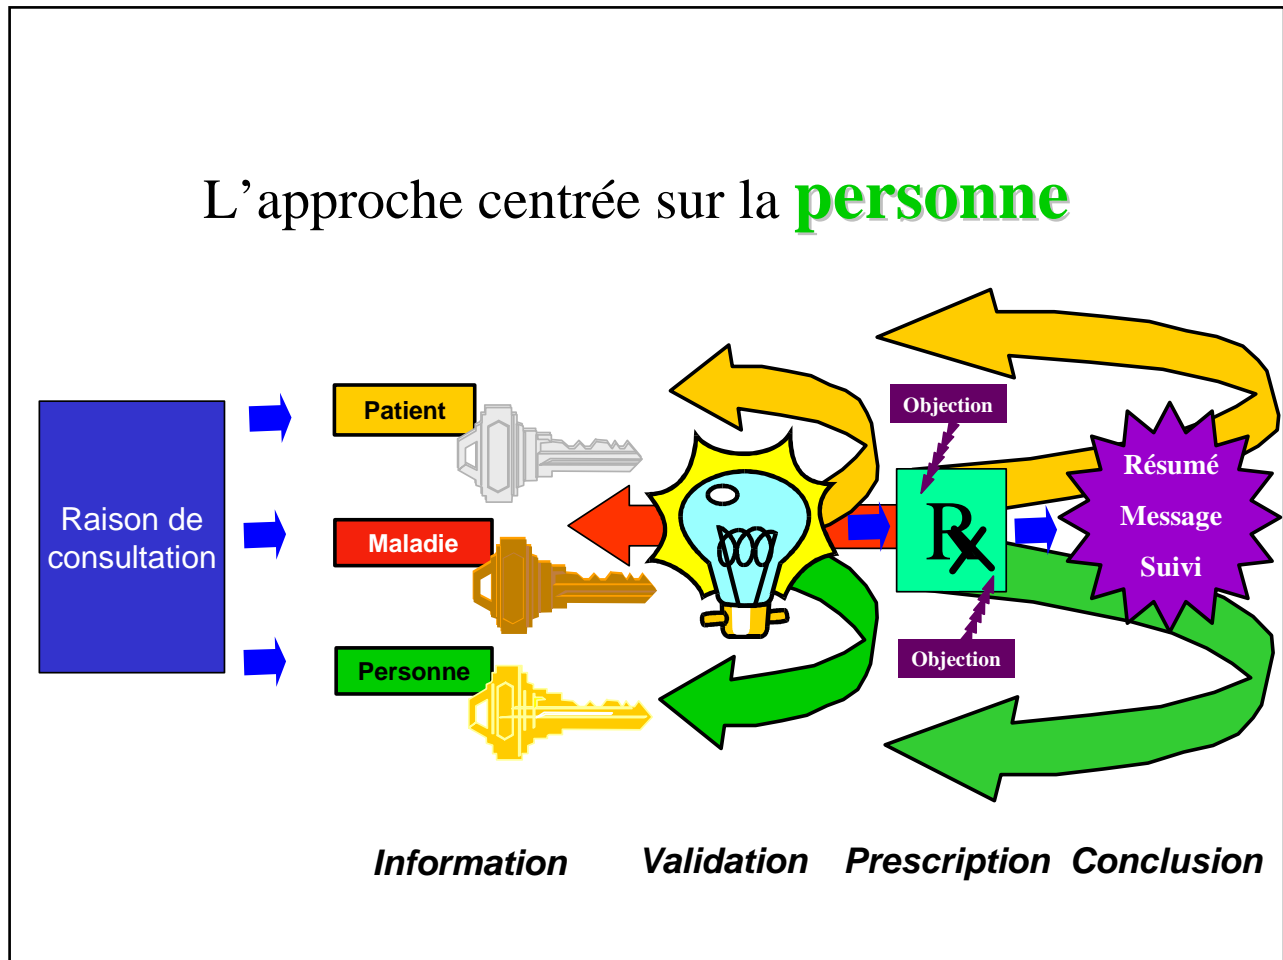 L’approche centrée sur la personne
Objection
Patient
Résumé
Raison de
consultation
Message
Maladie
Rx
Suivi
Personne
Objection
Information Validation Prescription Conclusion